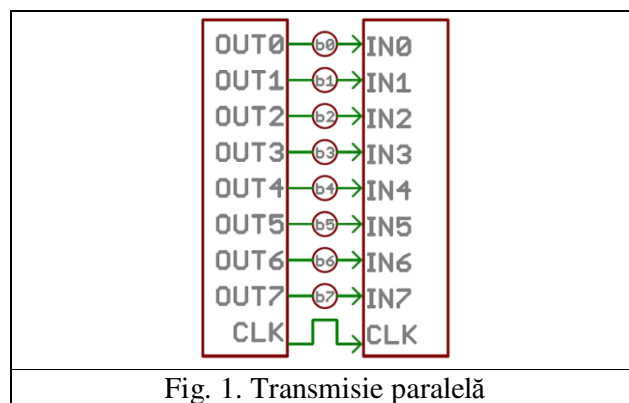 OUT0 b0 IN0
OUT1 b1 IN1
OUT2 b2 IN2
OUT3 b3 IN3
OUT4 b4 IN4
OUT5 b5 IN5
OUT6 b6 IN6
OUT7 b7 IN7
CLK CLK
Fig. 1. Transmisie paralelă